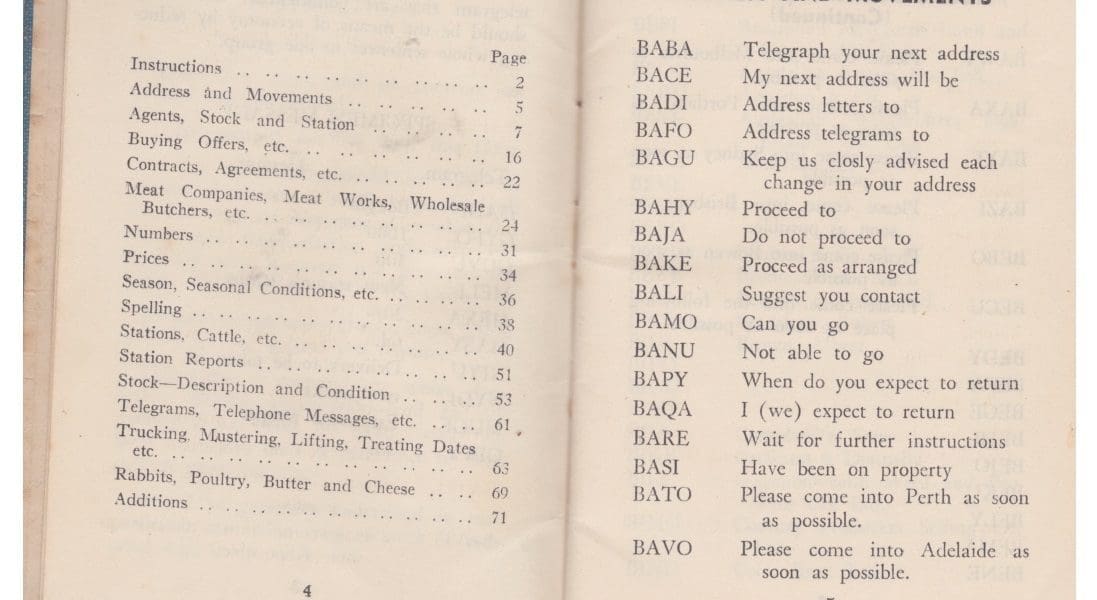 Page
Instructions .. .. .. .. .. .. .. .. .. .. 2
Address and Movements .. .. .. .. .. .. 5
Agents, Stock and Station .. .. .. .. .. 7
Buying Offers, etc. .. .. .. .. .. .. .. 16
Contracts, Agreements, etc. .. .. .. .. .. 22
Meat Companies, Meat Works, Wholesale
Butchers, etc. .. .. .. .. .. .. .. .. 24
Numbers .. .. .. .. .. .. .. .. .. .. 31
Prices .. .. .. .. .. .. .. .. .. .. .. 34
Season, Seasonal Conditions, etc. .. .. .. .. 36
Spelling .. .. .. .. .. .. .. .. .. .. .. 38
Stations, Cattle, etc. .. .. .. .. .. .. .. 40
Station Reports .. .. .. .. .. .. .. .. 51
Stock—Description and Condition .. .. .. .. 53
Telegrams, Telephone Messages, etc. .. .. .. 61
Trucking, Mustering, Lifting, Treating Dates
etc. .. .. .. .. .. .. .. .. .. .. .. 63
Rabbits, Poultry, Butter and Cheese .. .. 69
Additions .. .. .. .. .. .. .. .. .. .. 71
4
MOVEMENTS
BABA Telegraph your next address
BACE My next address will be
BADI Address letters to
BAFO Address telegrams to
BAGU Keep us closly advised each
change in your address
BAHY Proceed to
BAJA Do not proceed to
BAKE Proceed as arranged
BALI Suggest you contact
BAMO Can you go
BANU Not able to go
BAPY When do you expect to return
BAQA I (we) expect to return
BARE Wait for further instructions
BASI Have been on property
BATO Please come into Perth as soon
as possible.
BAVO Please come into Adelaide as
soon as possible.